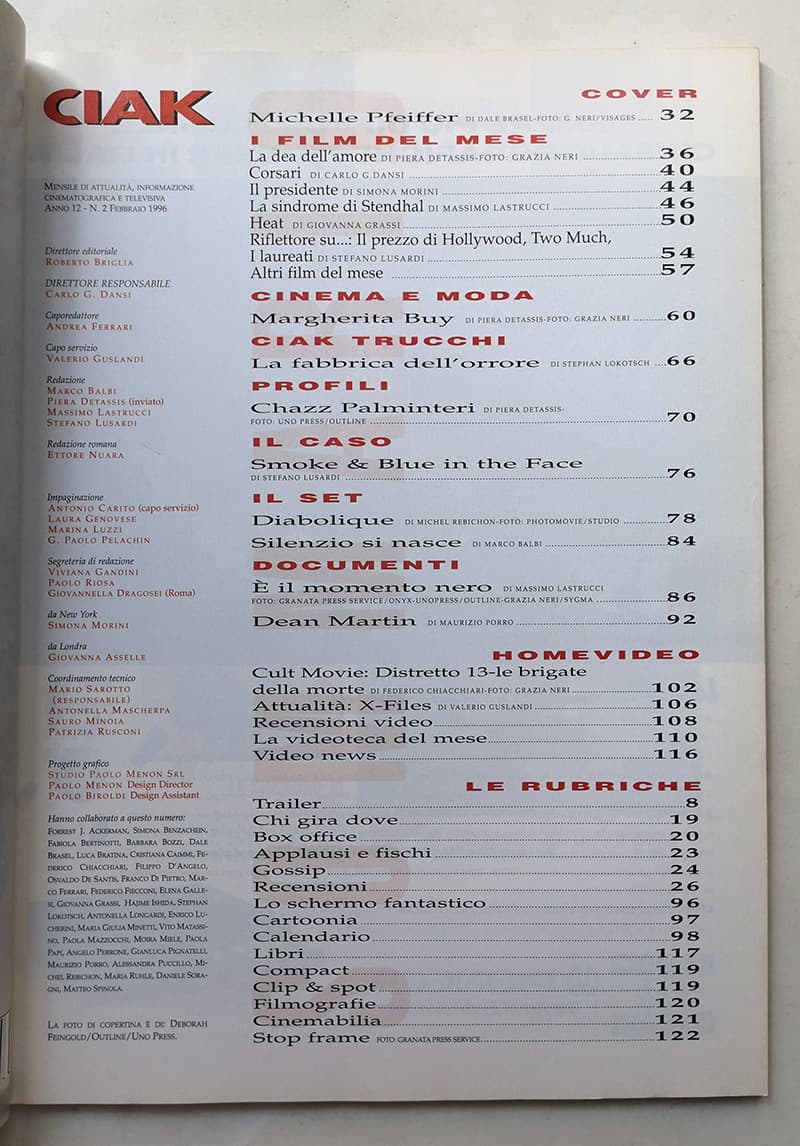 CIAK
MENSILE DI ATTUALITÀ, INFORMAZIONE
CINEMATOGRAFICA E TELEVISIVA
ANNO 12 - N. 2 FEBBRAIO 1996
Direttore editoriale
ROBERTO BRIGLIA
DIRETTORE RESPONSABILE
CARLO G. DANSI
Caporedattore
ANDREA FERRARI
Capo servizio
VALERIO GUSLANDI
Redazione
MARCO BALBI
PIERA DETASSIS (inviato)
MASSIMO LASTRUCCI
STEFANO LUSARDI
Redazione romana
ETTORE NUARA
Impaginazione
ANTONIO CARITO (capo servizio)
LAURA GENOVESE
MARINA LUZZI
G. PAOLO PELACHIN
Segreteria di redazione
VIVIANA GANDINI
PAOLO RIOSA
GIOVANNELLA DRAGOSEI (Roma)
da New York
SIMONA MORINI
da Londra
GIOVANNA ASSELLE
Coordinamento tecnico
MARIO SAROTTO
(RESPONSABILE)
ANTONELLA MASCHERPA
SAURO MINOIA
PATRIZIA RUSCONI
Progetto grafico
STUDIO PAOLO MENON SRL
PAOLO MENON Design Director
PAOLO BIROLDI Design Assistant
Hanno collaborato a questo numero:
FORREST J. ACKERMAN, SIMONA BENZACHEIN,
FABIOLA BERTINOTTI, BARBARA BOZZI, DALE
BRASEL, LUCA BRATINA, CRISTIANA CAIMMI, FE-
DERICO CHIACCHIARI, FILIPPO D'ANGELO,
OSVALDO DE SANTIS, FRANCO DI PIETRO, MAR-
CO FERRARI, FEDERICO FIECCONI, ELENA GALLE-
SI, GIOVANNA GRASSI, HAJIME ISHIDA, STEPHAN
LOKOTSCH, ANTONELLA LONGARDI, ENRICO LU-
CHERINI, MARIA GIULIA MINETTI, VITO MATASSI-
NO, PAOLA MAZZOCCHI, MOIRA MIELE, PAOLA
PAPI, ANGELO PERRONE, GIANLUCA PIGNATELLI,
MAURIZIO PORRO, ALESSANDRA PUCCILLO, MI-
CHEL REBICHON, MARIA RUHLE, DANIELE SORA-
GNI, MATTEO SPINOLA.
LA FOTO DI COPERTINA È DI: DEBORAH
FEINGOLD/OUTLINE/UNO PRESS.
COVER
Michelle Pfeiffer DI DALE BRASEL-FOTO: G. NERI/VISAGES ..... 32
I FILM DEL MESE
La dea dell'amore DI PIERA DETASSIS-FOTO: GRAZIA NERI ..... 36
Corsari DI CARLO G.DANSI ..... 40
Il presidente DI SIMONA MORINI ..... 44
La sindrome di Stendhal DI MASSIMO LASTRUCCI ..... 46
Heat DI GIOVANNA GRASSI ..... 50
Riflettore su...: Il prezzo di Hollywood, Two Much,
I laureati DI STEFANO LUSARDI ..... 54
Altri film del mese ..... 57
CINEMA E MODA
Margherita Buy DI PIERA DETASSIS-FOTO: GRAZIA NERI ..... 60
CIAK TRUCCHI
La fabbrica dell'orrore DI STEPHAN LOKOTSCH ..... 66
PROFILI
Chazz Palminteri DI PIERA DETASSIS-
FOTO: UNO PRESS/OUTLINE ..... 70
IL CASO
Smoke & Blue in the Face
DI STEFANO LUSARDI ..... 76
IL SET
Diabolique DI MICHEL REBICHON-FOTO: PHOTOMOVIE/STUDIO ..... 78
Silenzio si nasce DI MARCO BALBI ..... 84
DOCUMENTI
È il momento nero DI MASSIMO LASTRUCCI
FOTO: GRANATA PRESS SERVICE/ONYX-UNOPRESS/OUTLINE-GRAZIA NERI/SYGMA ..... 86
Dean Martin DI MAURIZIO PORRO ..... 92
HOMEVIDEO
Cult Movie: Distretto 13-le brigate
della morte DI FEDERICO CHIACCHIARI-FOTO: GRAZIA NERI ..... 102
Attualità: X-Files DI VALERIO GUSLANDI ..... 106
Recensioni video ..... 108
La videoteca del mese ..... 110
Video news ..... 116
LE RUBRICHE
Trailer ..... 8
Chi gira dove ..... 19
Box office ..... 20
Applausi e fischi ..... 23
Gossip ..... 24
Recensioni ..... 26
Lo schermo fantastico ..... 96
Cartoonia ..... 97
Calendario ..... 98
Libri ..... 117
Compact ..... 119
Clip & spot ..... 119
Filmografie ..... 120
Cinemabilia ..... 121
Stop frame FOTO: GRANATA PRESS SERVICE ..... 122